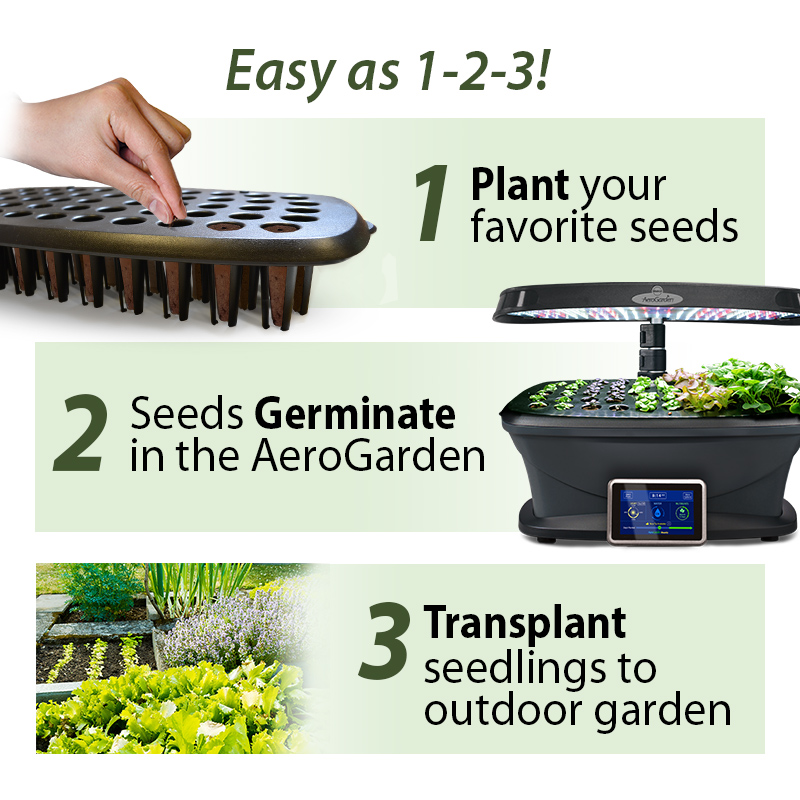 Easy as 1-2-3!
1
Plant your
favorite seeds
AeroGarden
2
Seeds Germinate
in the AeroGarden
3
Transplant
seedlings to
outdoor garden